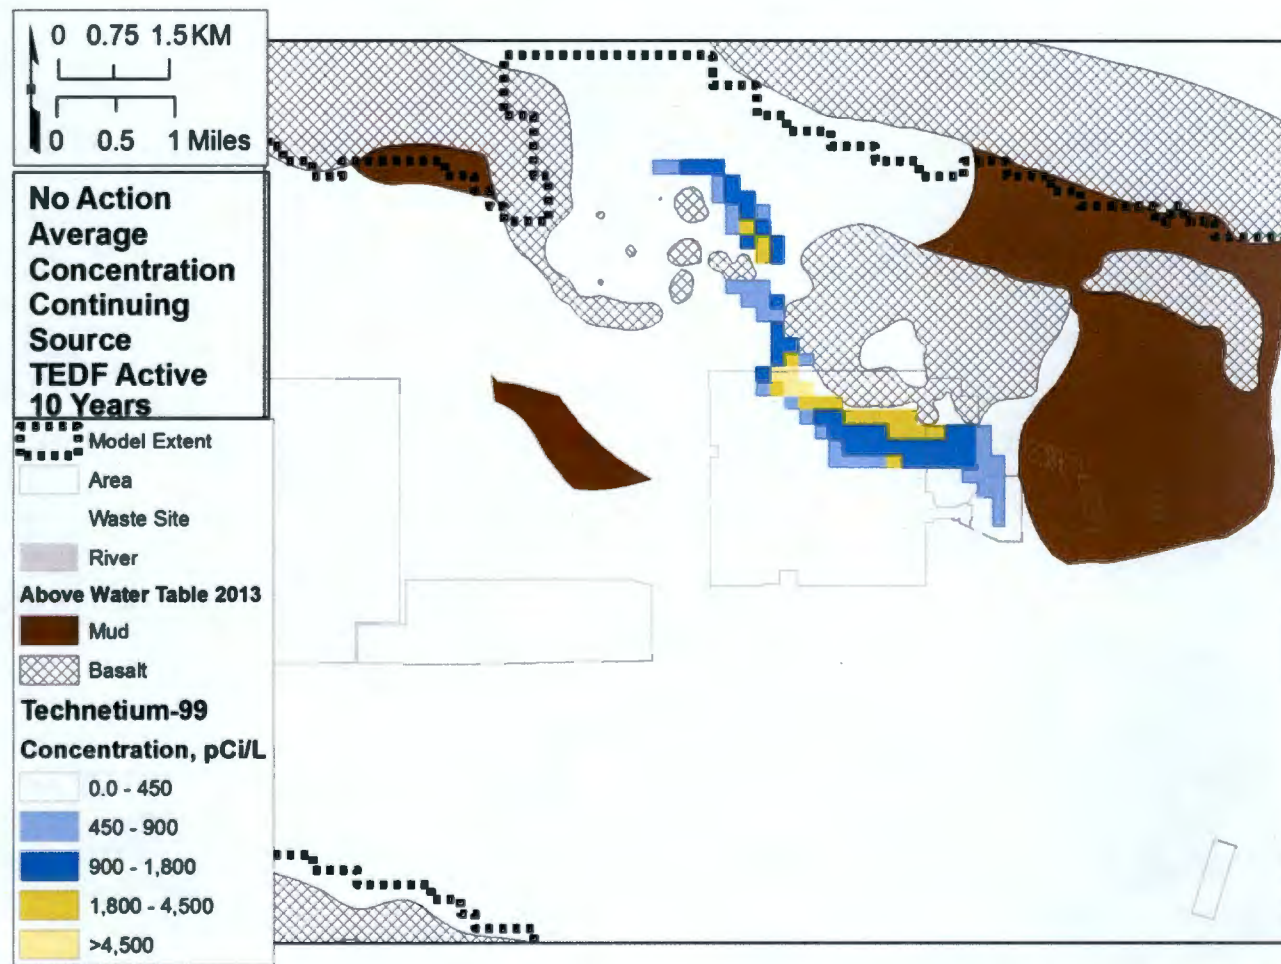 0 0.75 1.5 KM
0 0.5 1 Miles
No Action
Average
Concentration
Continuing
Source
TEDF Active
10 Years
Model Extent
Area
Waste Site
River
Above Water Table 2013
Mud
Basalt
Technetium-99
Concentration, pCi/L
0.0 - 450
450 - 900
900 - 1,800
1,800 - 4,500
>4,500